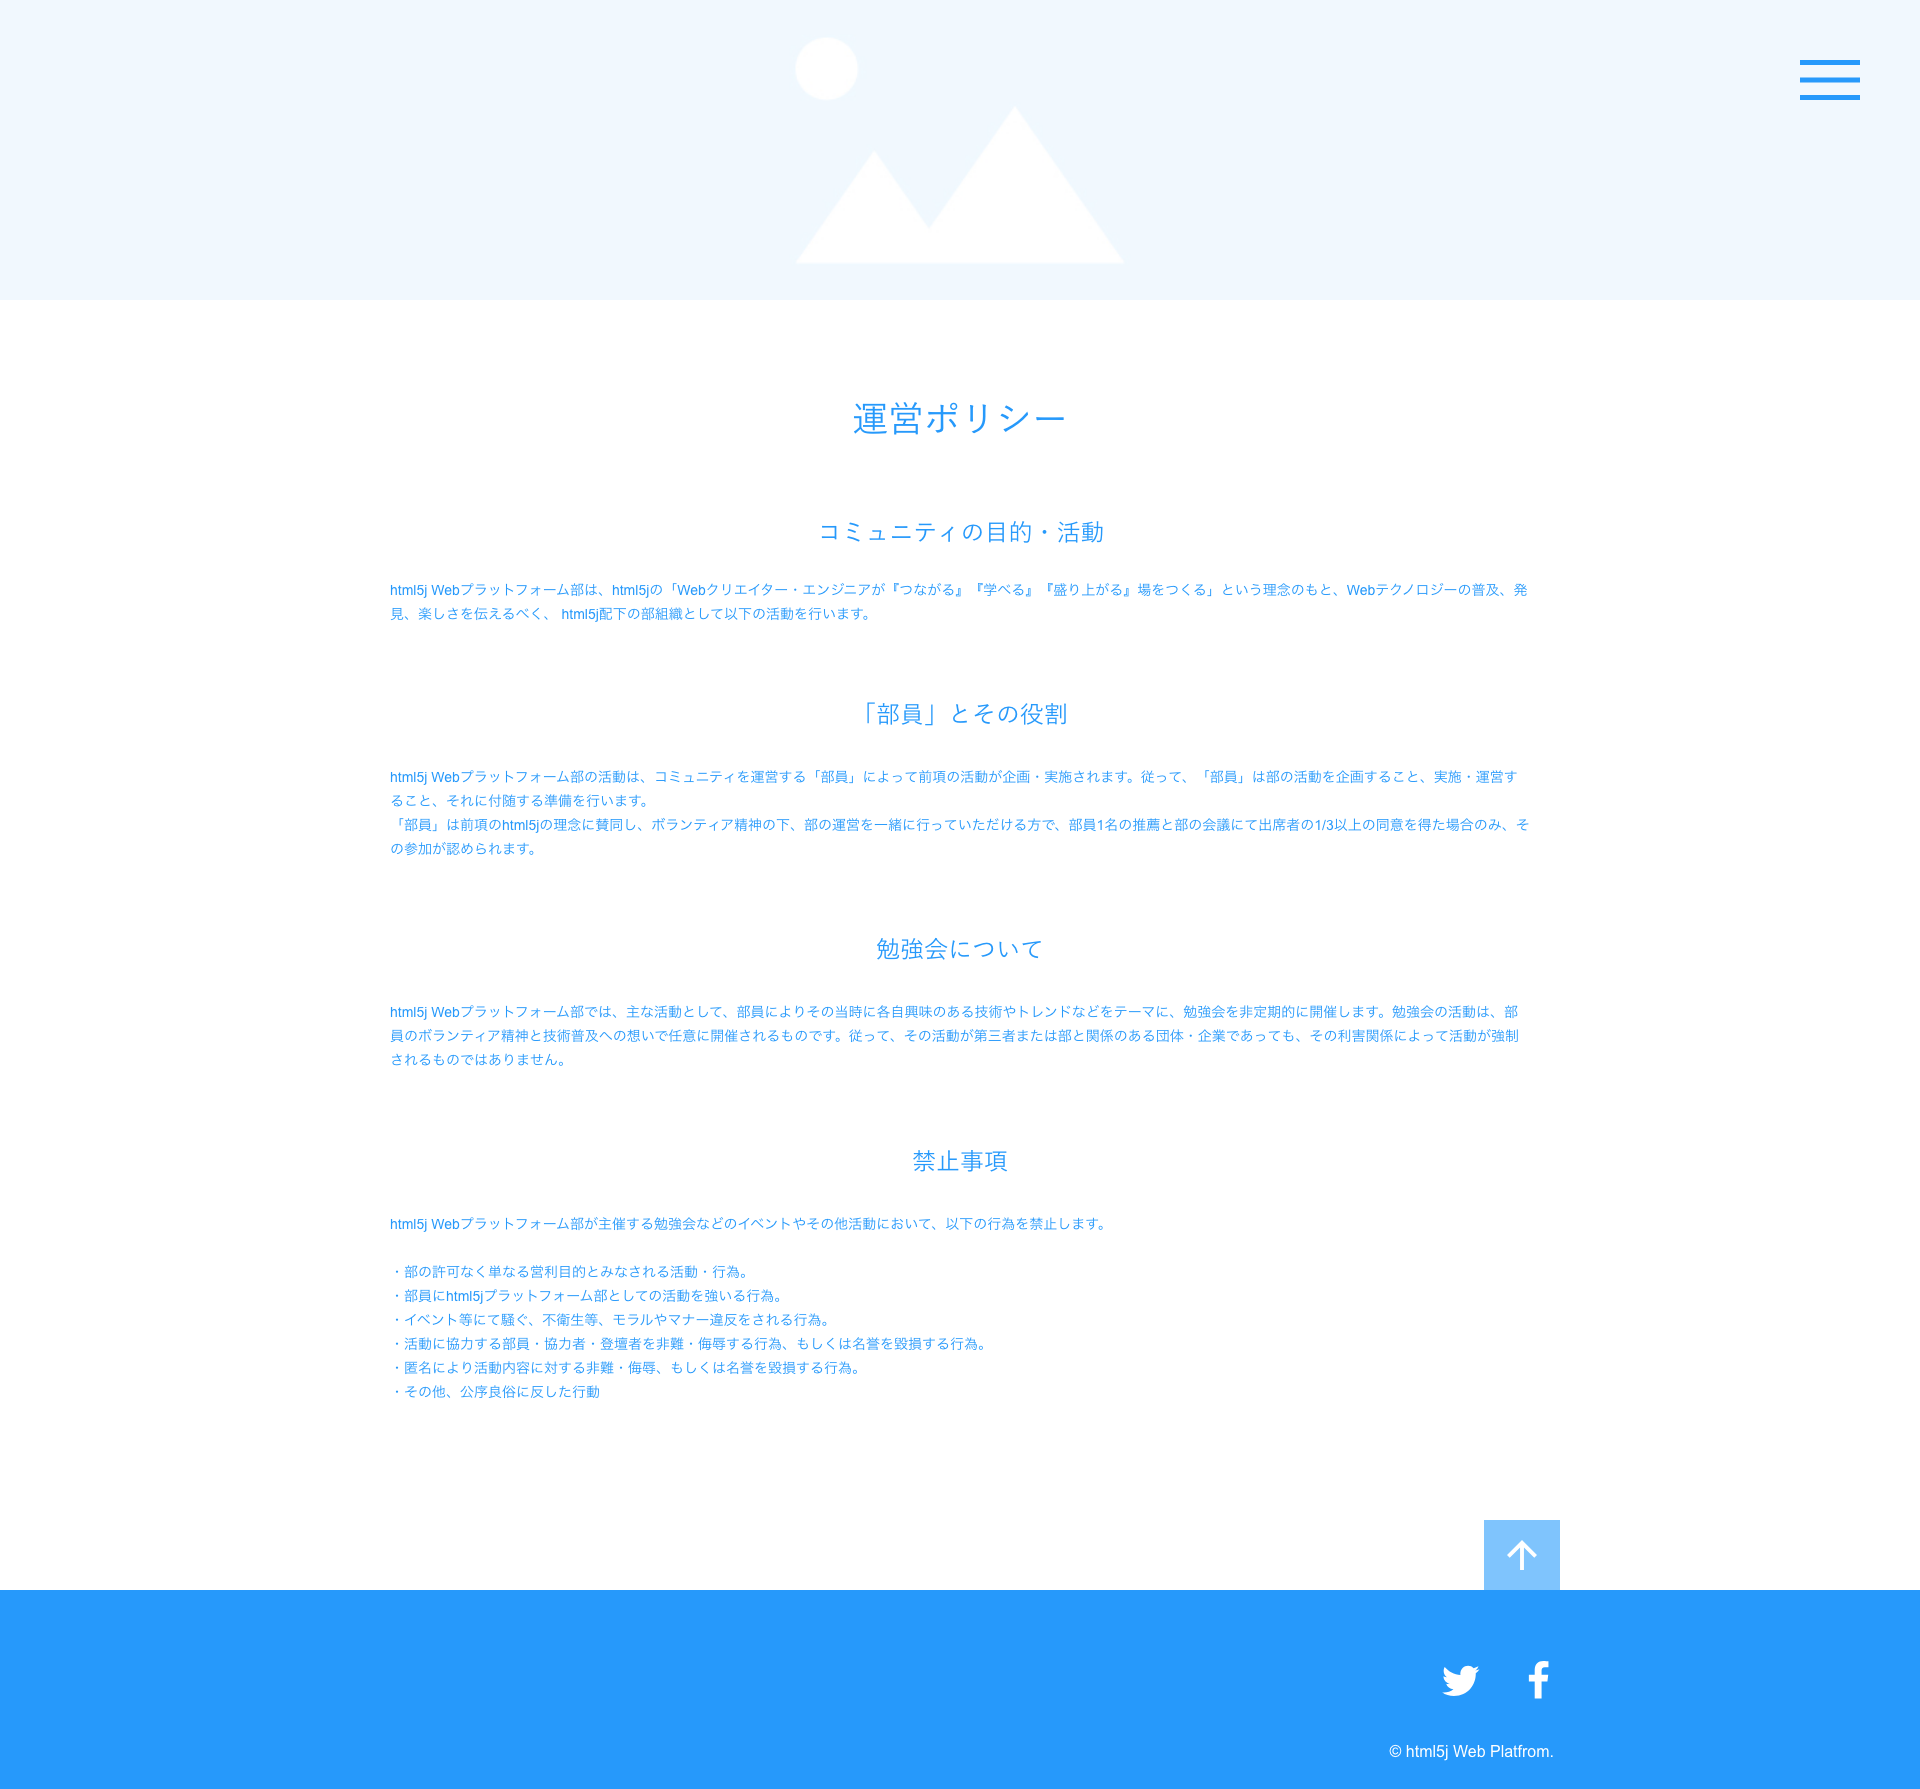 運営ポリシー
コミュニティの目的・活動
html5j Webプラットフォーム部は、html5jの「Webクリエイター・エンジニアが『つながる』『学べる』『盛り上がる』場をつくる」という理念のもと、Webテクノロジーの普及、発
見、楽しさを伝えるべく、 html5j配下の部組織として以下の活動を行います。
「部員」とその役割
html5j Webプラットフォーム部の活動は、コミュニティを運営する「部員」によって前項の活動が企画・実施されます。従って、「部員」は部の活動を企画すること、実施・運営す
ること、それに付随する準備を行います。
「部員」は前項のhtml5jの理念に賛同し、ボランティア精神の下、部の運営を一緒に行っていただける方で、部員1名の推薦と部の会議にて出席者の1/3以上の同意を得た場合のみ、そ
の参加が認められます。
勉強会について
html5j Webプラットフォーム部では、主な活動として、部員によりその当時に各自興味のある技術やトレンドなどをテーマに、勉強会を非定期的に開催します。勉強会の活動は、部
員のボランティア精神と技術普及への想いで任意に開催されるものです。従って、その活動が第三者または部と関係のある団体・企業であっても、その利害関係によって活動が強制
されるものではありません。
禁止事項
html5j Webプラットフォーム部が主催する勉強会などのイベントやその他活動において、以下の行為を禁止します。
・部の許可なく単なる営利目的とみなされる活動・行為。
・部員にhtml5jプラットフォーム部としての活動を強いる行為。
・イベント等にて騒ぐ、不衛生等、モラルやマナー違反をされる行為。
・活動に協力する部員・協力者・登壇者を非難・侮辱する行為、もしくは名誉を毀損する行為。
・匿名により活動内容に対する非難・侮辱、もしくは名誉を毀損する行為。
・その他、公序良俗に反した行動
© html5j Web Platfrom.